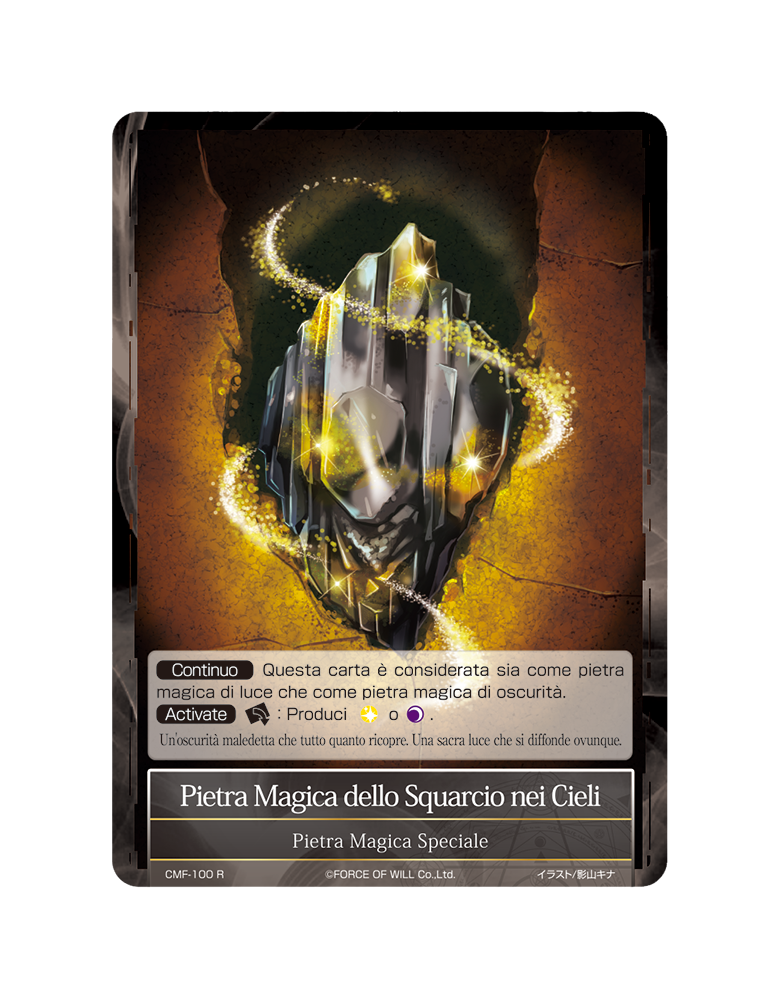 Continuo Questa carta è considerata sia come pietra
magica di luce che come pietra magica di oscurità.
Activate : Produci o .
Un'oscurità maledetta che tutto quanto ricopre. Una sacra luce che si diffonde ovunque.
Pietra Magica dello Squarcio nei Cieli
Pietra Magica Speciale
CMF-100 R ©FORCE OF WILL Co.,Ltd. イラスト/影山キナ